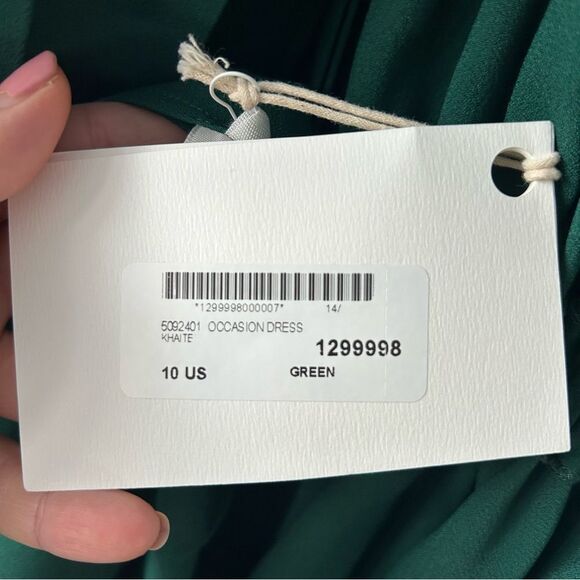 *1299998000007* 14/
5092401 OCCASION DRESS
KHAITE
1299998
10 US GREEN